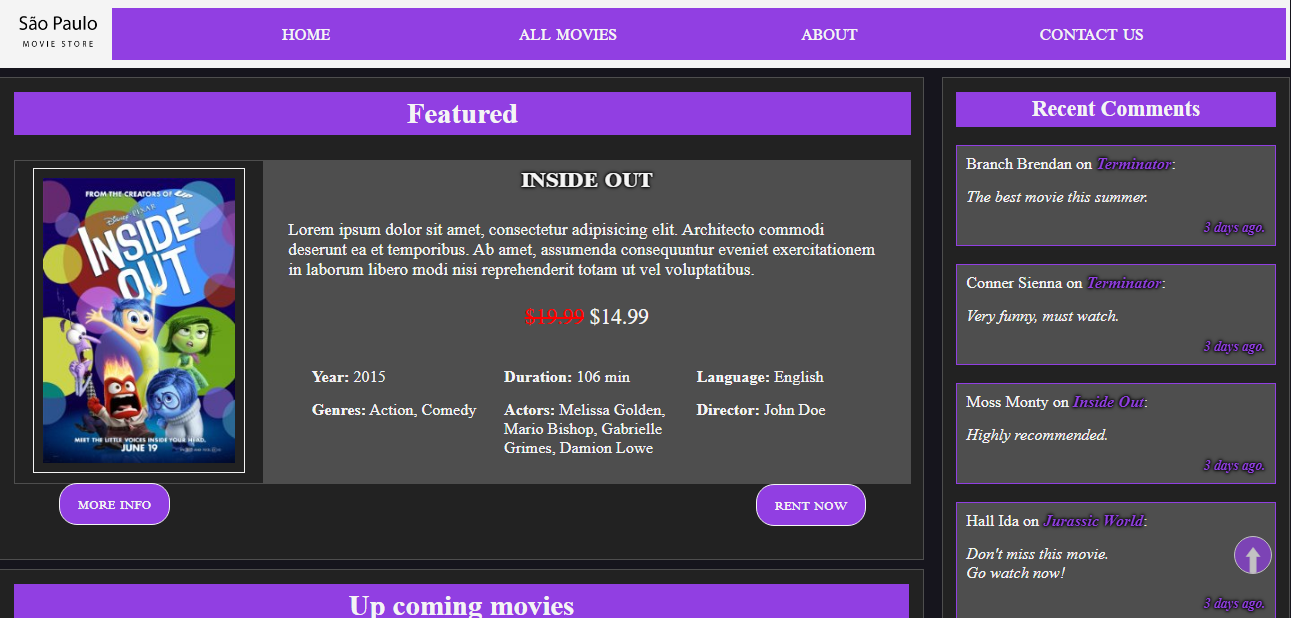 São Paulo
MOVIE STORE
HOME
ALL MOVIES
ABOUT
CONTACT US
Featured
FROM THE CREATORS OF UP
DISNEY PIXAR
INSIDE
OUT
MEET THE LITTLE VOICES INSIDE YOUR HEAD.
JUNE 19
INSIDE OUT
Lorem ipsum dolor sit amet, consectetur adipisicing elit. Architecto commodi
deserunt ea et temporibus. Ab amet, assumenda consequuntur eveniet exercitationem
in laborum libero modi nisi reprehenderit totam ut vel voluptatibus.
$19.99 $14.99
Year: 2015
Duration: 106 min
Language: English
Genres: Action, Comedy
Actors: Melissa Golden,
Mario Bishop, Gabrielle
Grimes, Damion Lowe
Director: John Doe
MORE INFO
RENT NOW
Up coming movies
Recent Comments
Branch Brendan on Terminator:
The best movie this summer.
3 days ago.
Conner Sienna on Terminator:
Very funny, must watch.
3 days ago.
Moss Monty on Inside Out:
Highly recommended.
3 days ago.
Hall Ida on Jurassic World:
Don't miss this movie.
Go watch now!
3 days ago.